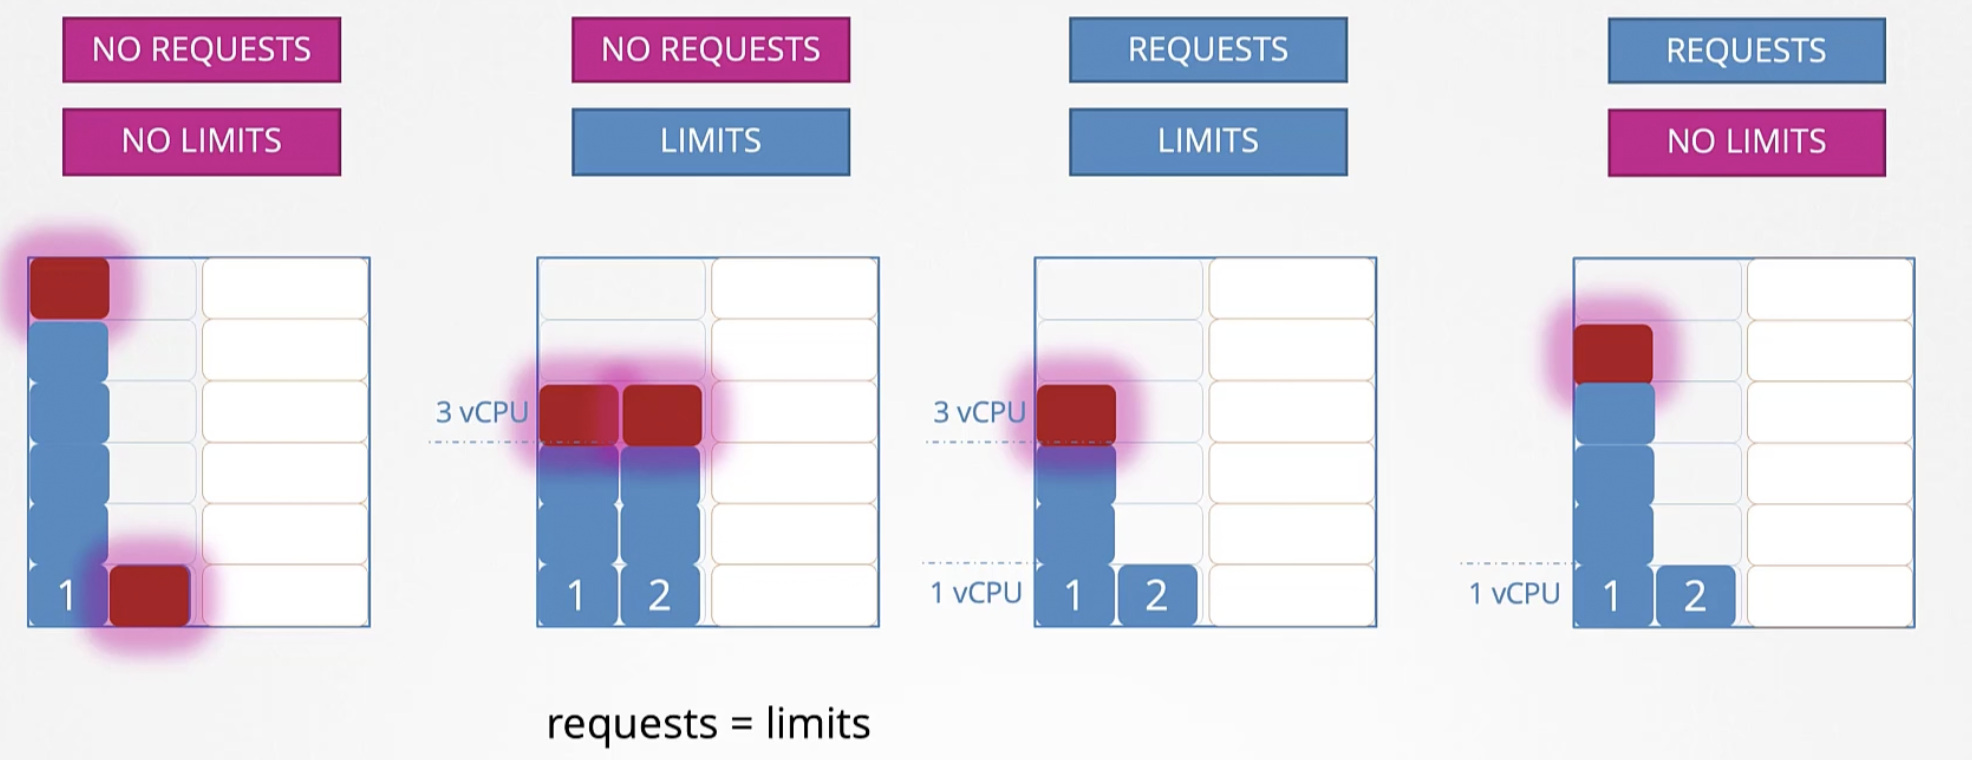 NO REQUESTS
NO LIMITS
1
NO REQUESTS
LIMITS
3 vCPU
1 2
requests = limits
REQUESTS
LIMITS
3 vCPU
1 vCPU
1 2
REQUESTS
NO LIMITS
1 vCPU
1 2